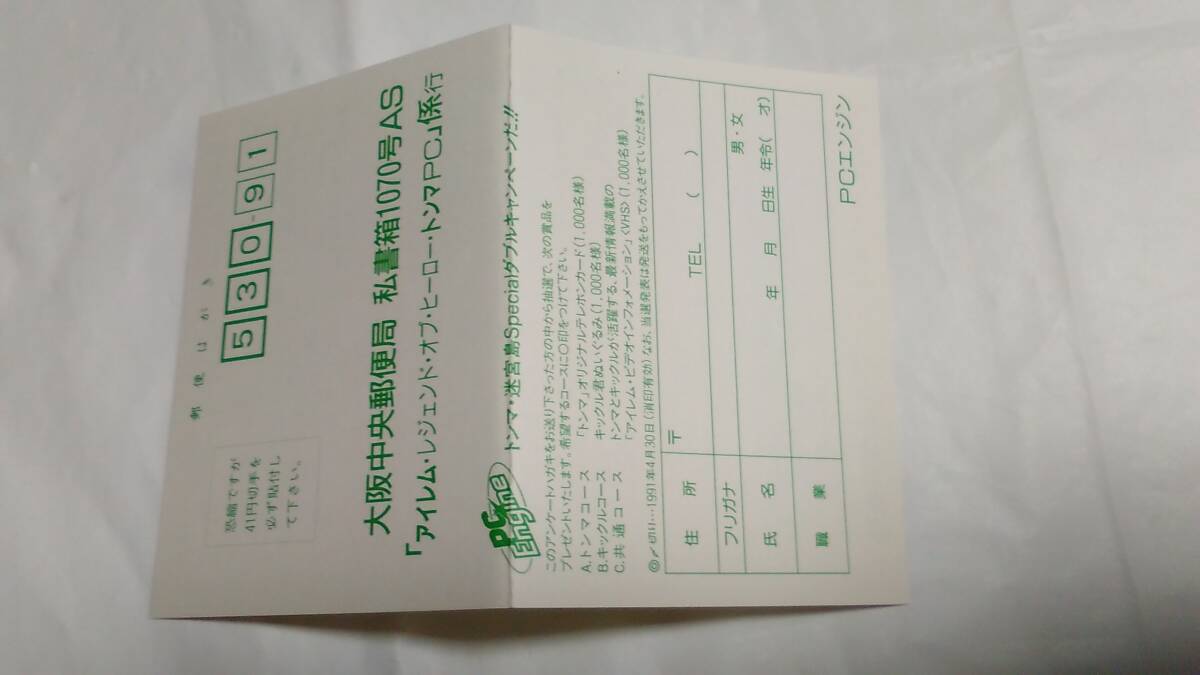 郵便はがき
530-91
恐縮ですが
41円切手を
必ず貼付し
て下さい。
大阪中央郵便局 私書箱1070号AS
「アイレム・レジェンド・オブ・ヒーロー・トンマPC」係行
PC Engine
トンマ・迷宮島Specialダブルキャンペーンだ!!
このアンケートハガキをお送り下さった方の中から抽選で、次の賞品を
プレゼントいたします。希望するコースに○印をつけて下さい。
A.トンマコース 「トンマ」オリジナルテレホンカード(1,000名様)
B.キックルコース キックル君ぬいぐるみ(1,000名様)
C.共通コース トンマとキックルが活躍する、最新情報満載の
「アイレム・ビデオインフォメーション」<VHS>(1,000名様)
◎〆切日…1991年4月30日(消印有効)なお、当選発表は発送をもってかえさせていただきます。
住所 〒 TEL ( )
フリガナ
氏名 男・女
年 月 日生 年令( 才)
職業
PCエンジン